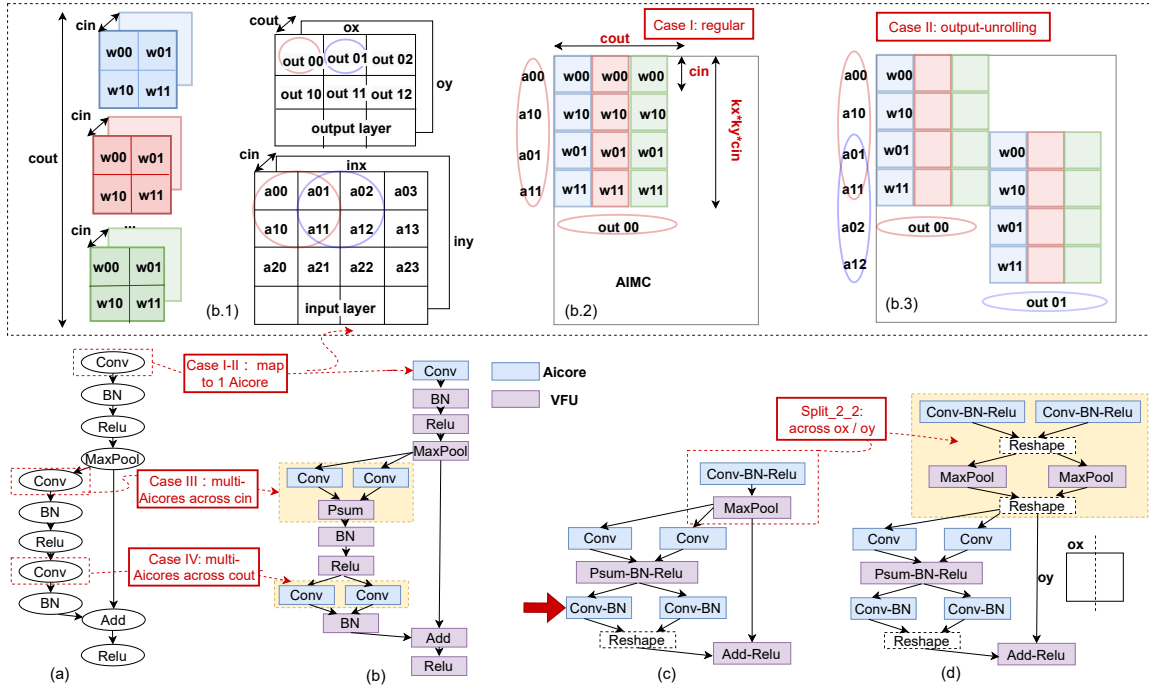 cin
w00 w01
w10 w11
cin
w00 w01
w10 w11
cin ...
w00 w01
w10 w11
cout
(b.1)
cout
ox
out 00 out 01 out 02
out 10 out 11 out 12
output layer
oy
cin
inx
a00 a01 a02 a03
a10 a11 a12 a13
a20 a21 a22 a23
input layer
iny
Case I: regular
cout
a00 w00 w00 w00
a10 w10 w10 w10
a01 w01 w01 w01
a11 w11 w11 w11
cin
kx*ky*cin
out 00
AIMC
(b.2)
Case II: output-unrolling
a00 w00
a10 w10
a01 w01 w00
a11 w11 w10
a02 w01
a12 w11
out 00
out 01
(b.3)
Conv
BN
Relu
MaxPool
Conv
BN
Relu
Conv
BN
Add
Relu
(a)
Case I-II : map
to 1 Aicore
Case III : multi-
Aicores across cin
Case IV: multi-
Aicores across cout
Conv
BN
Relu
MaxPool
Conv Conv
Psum
BN
Relu
Conv Conv
BN
Add
Relu
(b)
Aicore
VFU
Conv-BN-Relu
MaxPool
Conv Conv
Psum-BN-Relu
Conv-BN Conv-BN
Reshape
Add-Relu
(c)
Split_2_2:
across ox / oy
Conv-BN-Relu Conv-BN-Relu
Reshape
MaxPool MaxPool
Reshape
Conv Conv
Psum-BN-Relu
Conv-BN Conv-BN
Reshape
Add-Relu
ox
oy
(d)